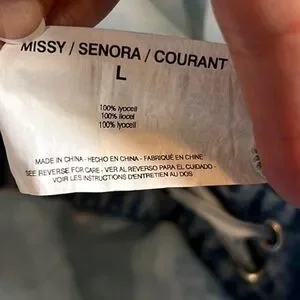 MISSY / SENORA / COURANT
L
100% lyocell
100% liocel
100% lyocell
MADE IN CHINA - HECHO EN CHINA - FABRIQUÉ EN CHINE
SEE REVERSE FOR CARE - VER AL REVERSO PARA EL CUIDADO -
VOIR LES INSTRUCTIONS D'ENTRETIEN AU DOS